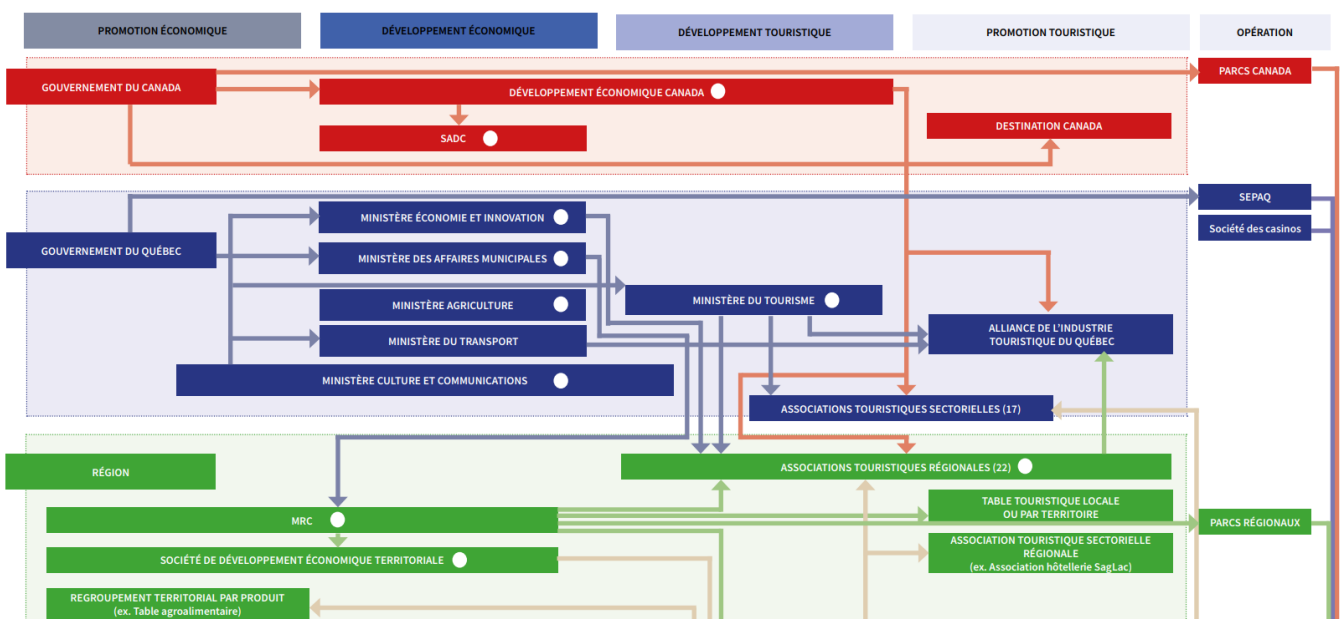 PROMOTION ÉCONOMIQUE
DÉVELOPPEMENT ÉCONOMIQUE
DÉVELOPPEMENT TOURISTIQUE
PROMOTION TOURISTIQUE
OPÉRATION
GOUVERNEMENT DU CANADA
DÉVELOPPEMENT ÉCONOMIQUE CANADA
PARCS CANADA
SADC
DESTINATION CANADA
GOUVERNEMENT DU QUÉBEC
MINISTÈRE ÉCONOMIE ET INNOVATION
MINISTÈRE DES AFFAIRES MUNICIPALES
MINISTÈRE AGRICULTURE
MINISTÈRE DU TRANSPORT
MINISTÈRE CULTURE ET COMMUNICATIONS
MINISTÈRE DU TOURISME
ALLIANCE DE L'INDUSTRIE
TOURISTIQUE DU QUÉBEC
ASSOCIATIONS TOURISTIQUES SECTORIELLES (17)
SEPAQ
Société des casinos
RÉGION
ASSOCIATIONS TOURISTIQUES RÉGIONALES (22)
MRC
TABLE TOURISTIQUE LOCALE
OU PAR TERRITOIRE
PARCS RÉGIONAUX
SOCIÉTÉ DE DÉVELOPPEMENT ÉCONOMIQUE TERRITORIALE
ASSOCIATION TOURISTIQUE SECTORIELLE
RÉGIONALE
(ex. Association hôtellerie SagLac)
REGROUPEMENT TERRITORIAL PAR PRODUIT
(ex. Table agroalimentaire)